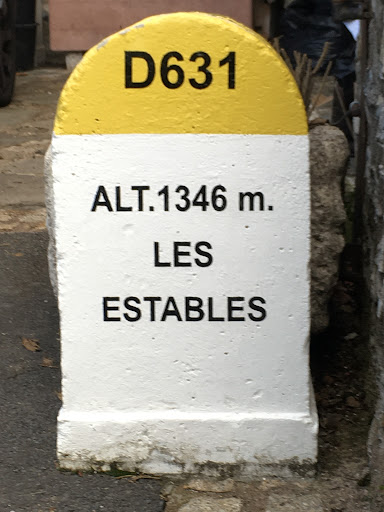 D631
ALT.1346 m.
LES
ESTABLES